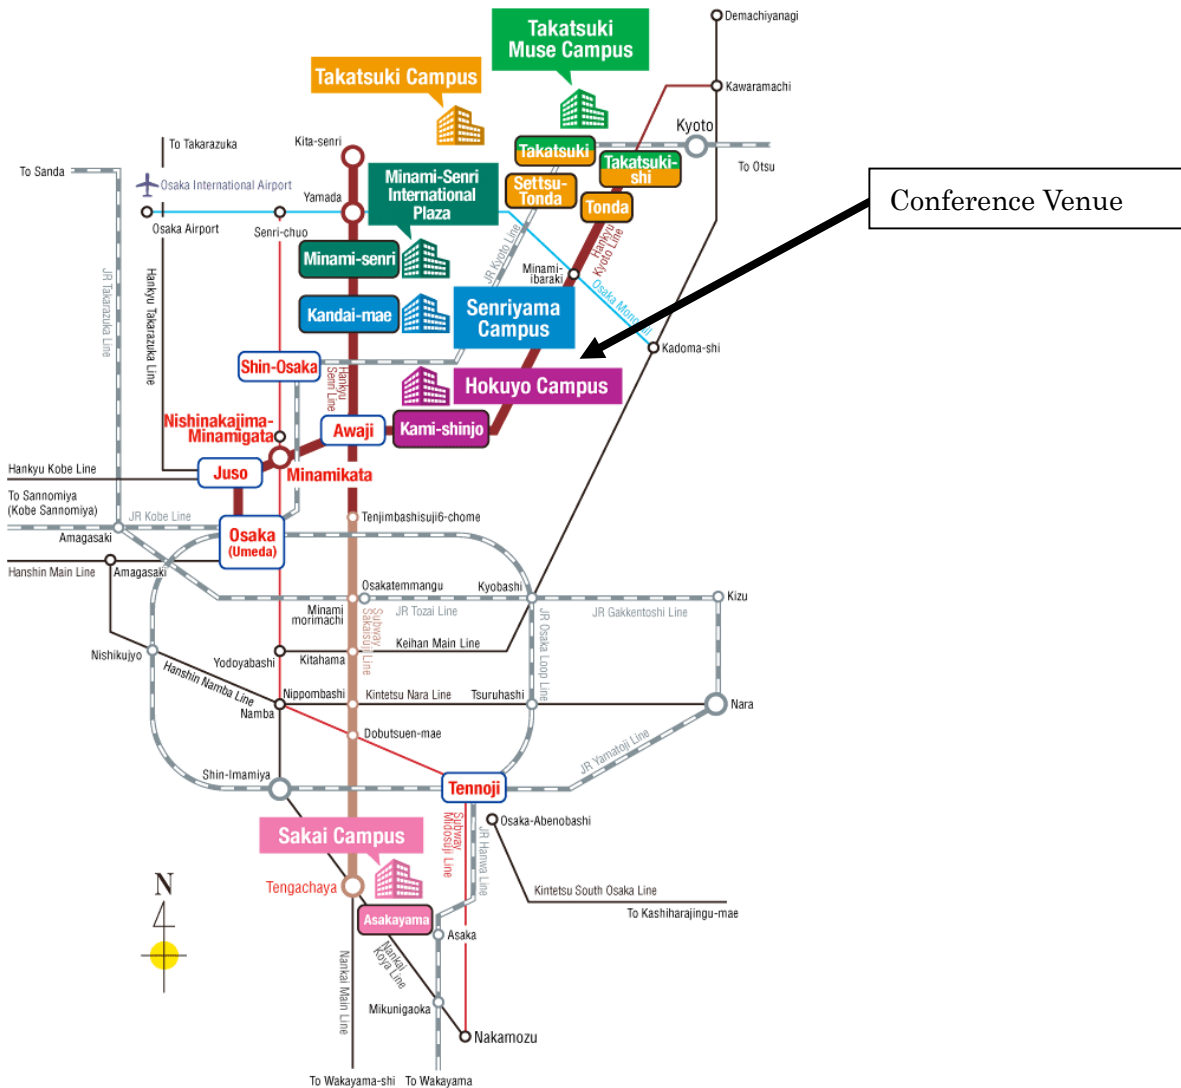 Takatsuki
Muse Campus
Demachiyanagi
Takatsuki Campus
Kawaramachi
Kyoto
To Takarazuka
Kita-senri
Takatsuki
Takatsuki-
shi
To Otsu
To Sanda
Osaka International Airport
Minami-Senri
International
Plaza
Settsu-
Tonda
Tonda
Conference Venue
Yamada
Osaka Airport
Senri-chuo
JR Kyoto Line
Hankyu
Kyoto Line
Minami-senri
Minami-
ibaraki
JR Takarazuka Line
Hankyu Takarazuka Line
Osaka Monorail
Kandai-mae
Senriyama
Campus
Kadoma-shi
Shin-Osaka
Hankyu
Senri Line
Hokuyo Campus
Nishinakajima-
Minamigata
Awaji
Kami-shinjo
Hankyu Kobe Line
Juso
Minamikata
To Sannomiya
(Kobe Sannomiya)
JR Kobe Line
Tenjimbashisuji6-chome
Amagasaki
Osaka
(Umeda)
Hanshin Main Line
Amagasaki
Osakatemmangu
Kyobashi
Kizu
Minami
morimachi
JR Tozai Line
JR Gakkentoshi Line
Subway
Sakaisuji Line
JR Osaka Loop Line
Nishikujyo
Yodoyabashi
Kitahama
Keihan Main Line
Hanshin Namba Line
Nippombashi
Kintetsu Nara Line
Tsuruhashi
Namba
Nara
Dobutsuen-mae
JR Yamatoji Line
Shin-Imamiya
Tennoji
Sakai Campus
Subway
Midosuji Line
JR Hanwa Line
Osaka-Abenobashi
N
Tengachaya
Kintetsu South Osaka Line
To Kashiharajingu-mae
Asakayama
Asaka
Nankai Main Line
Nankai
Koya Line
Mikunigaoka
Nakamozu
To Wakayama-shi
To Wakayama